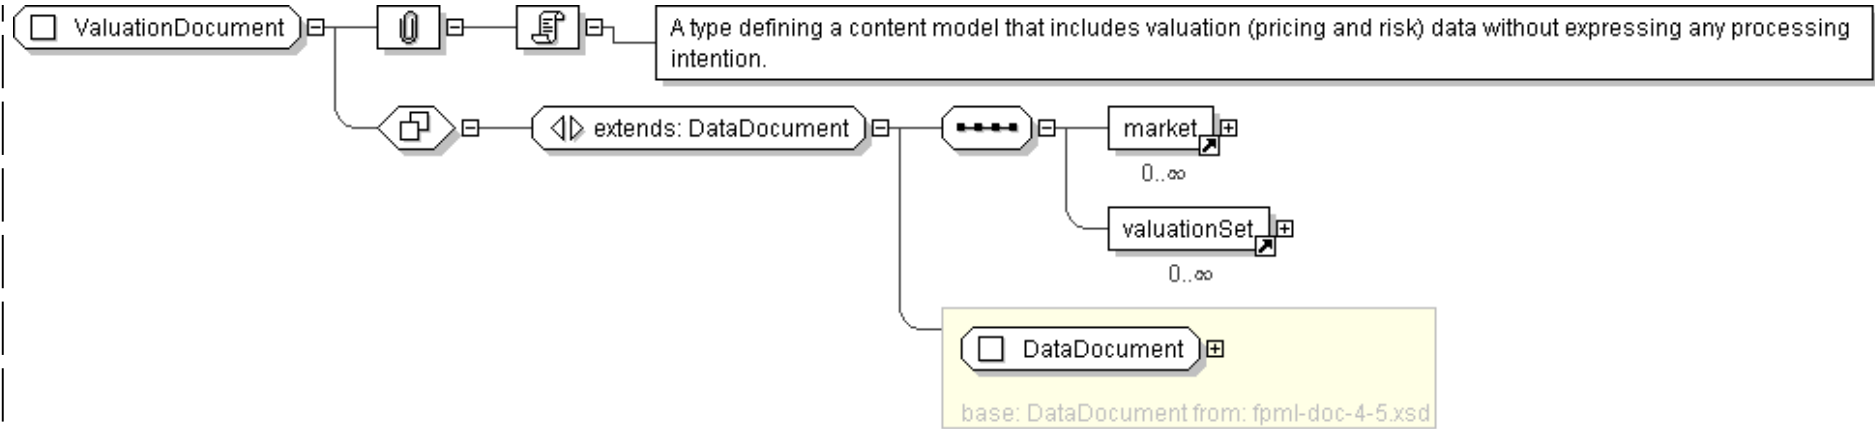 ValuationDocument
A type defining a content model that includes valuation (pricing and risk) data without expressing any processing
intention.
extends: DataDocument
market
0..∞
valuationSet
0..∞
DataDocument
base: DataDocument from: fpml-doc-4-5.xsd